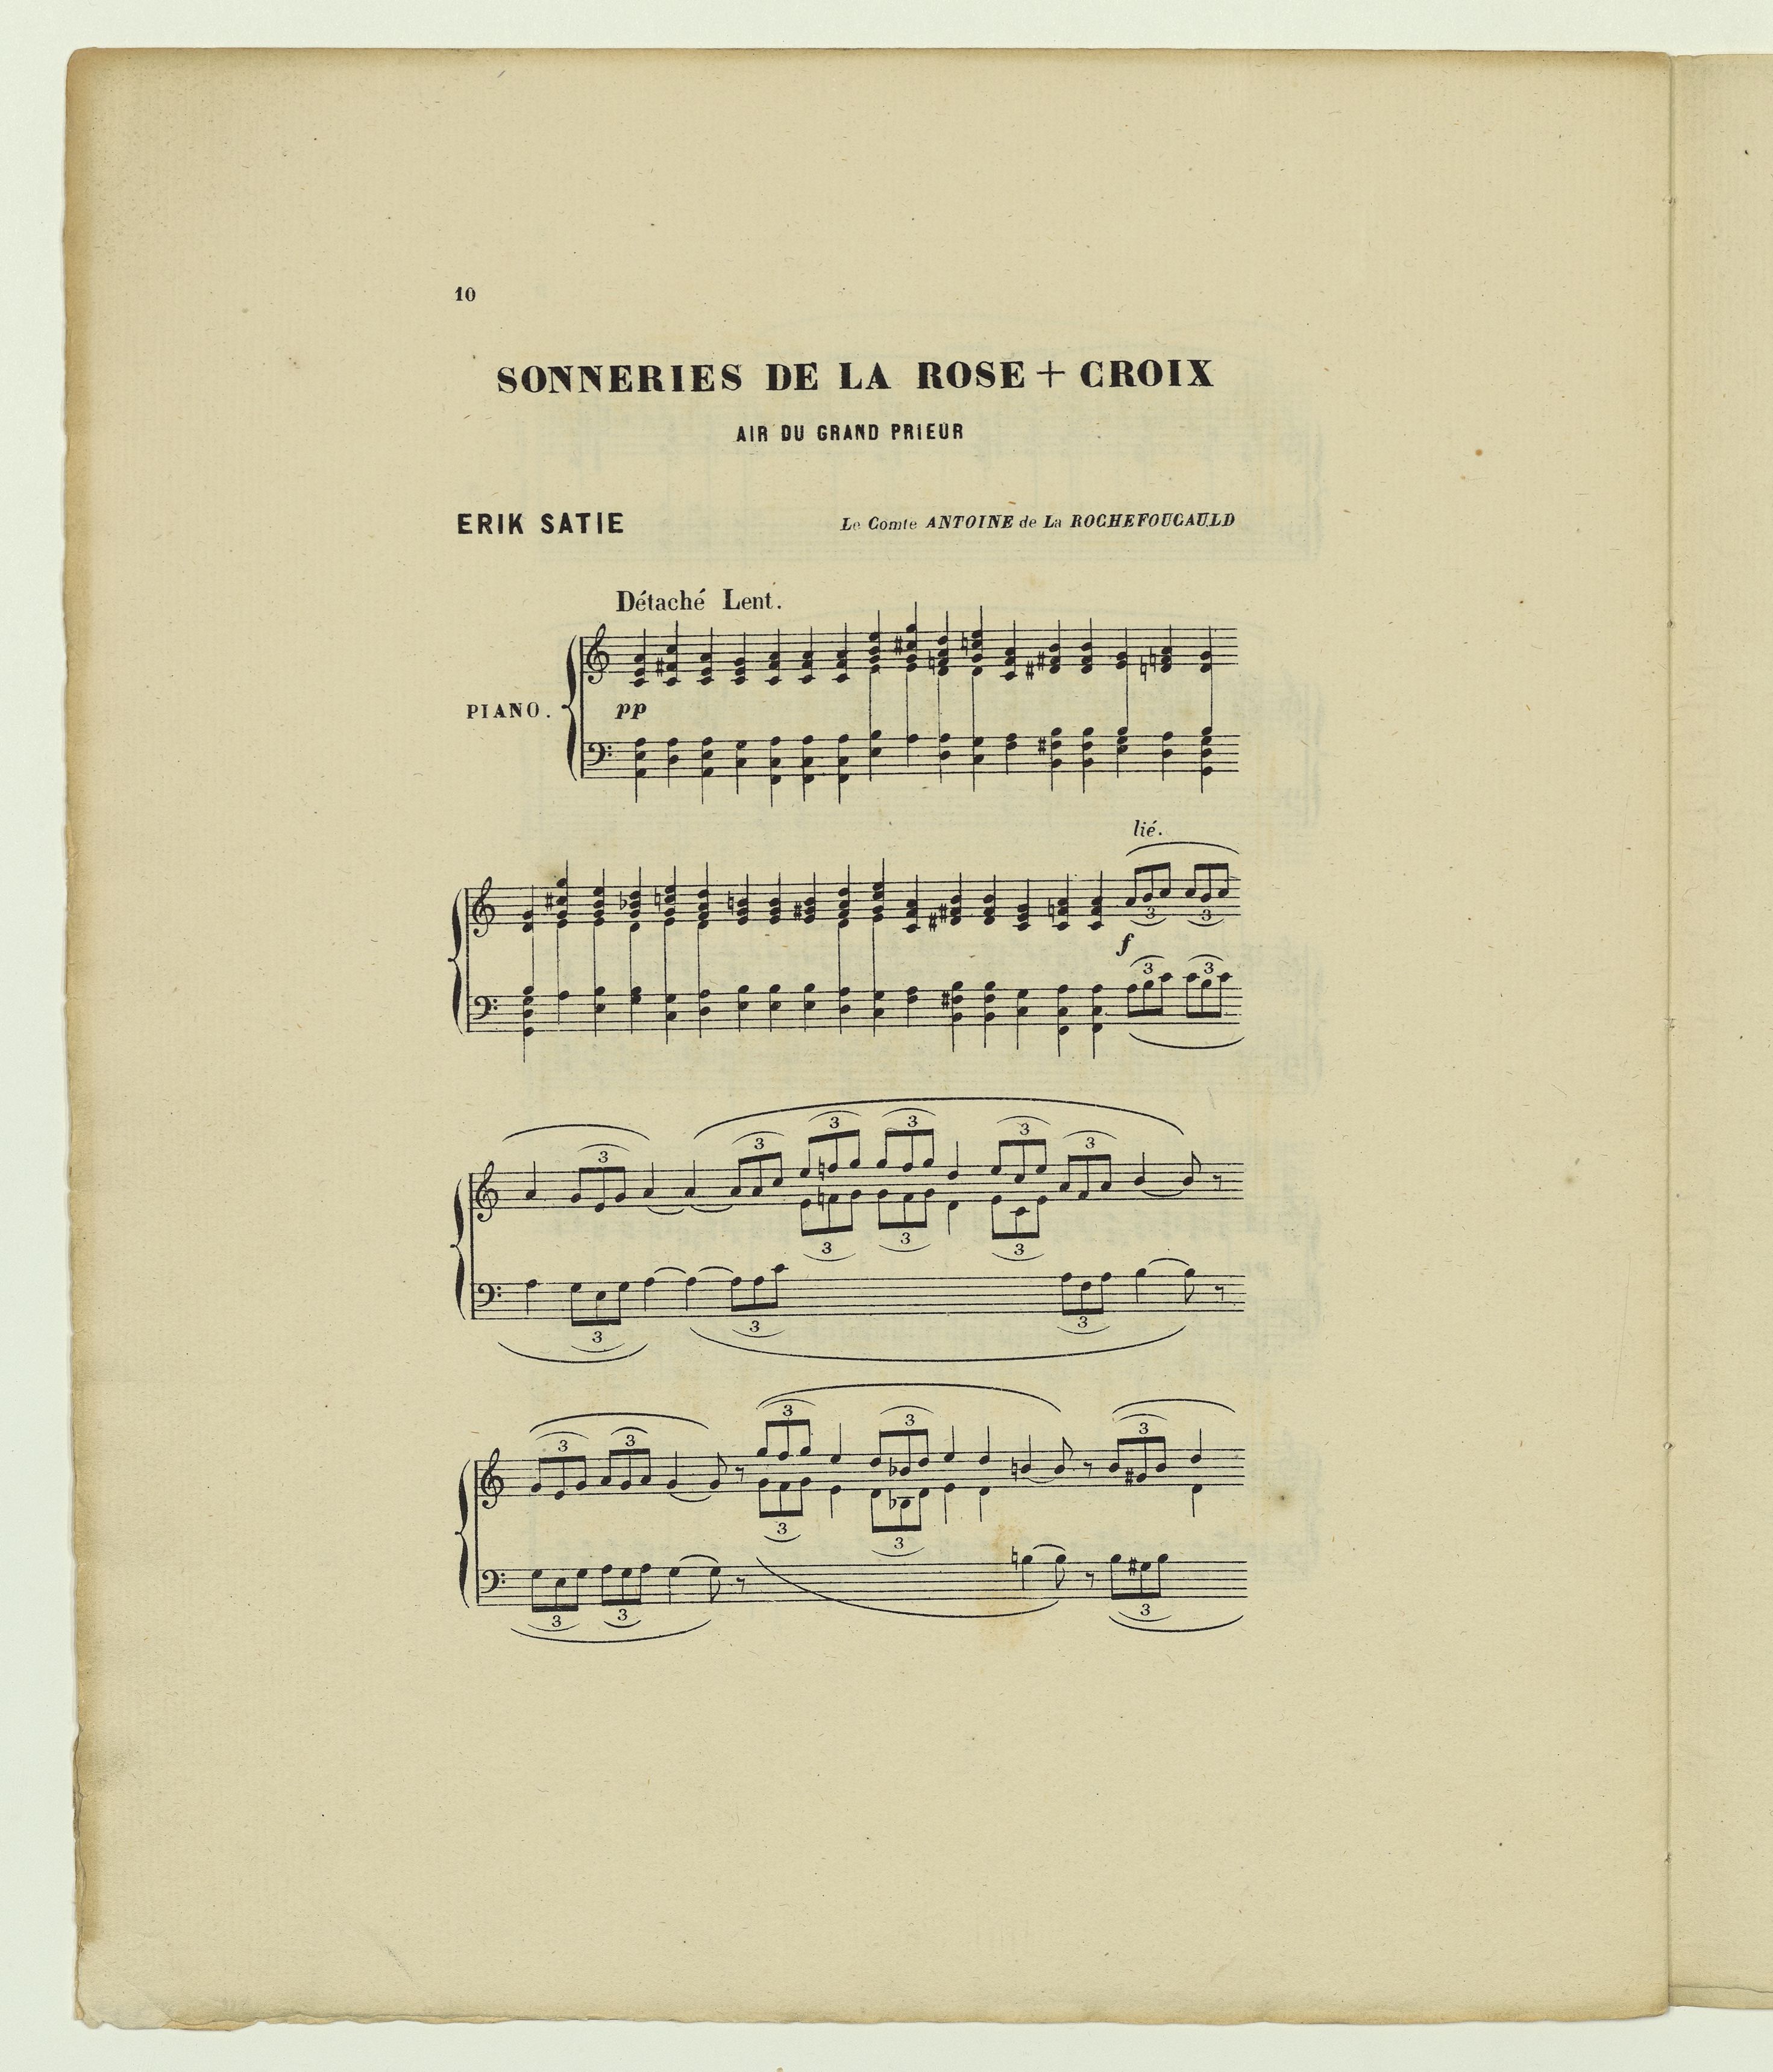 10
SONNERIES DE LA ROSE + CROIX
AIR DU GRAND PRIEUR
ERIK SATIE
Le Comte ANTOINE de La ROCHEFOUCAULD
Détaché Lent.
PIANO.
pp
lié.
3 3
f
3 3
3 3 3 3 3
3 3 3
3 3 3
3 3 3 3 3
3 3
3 3 3